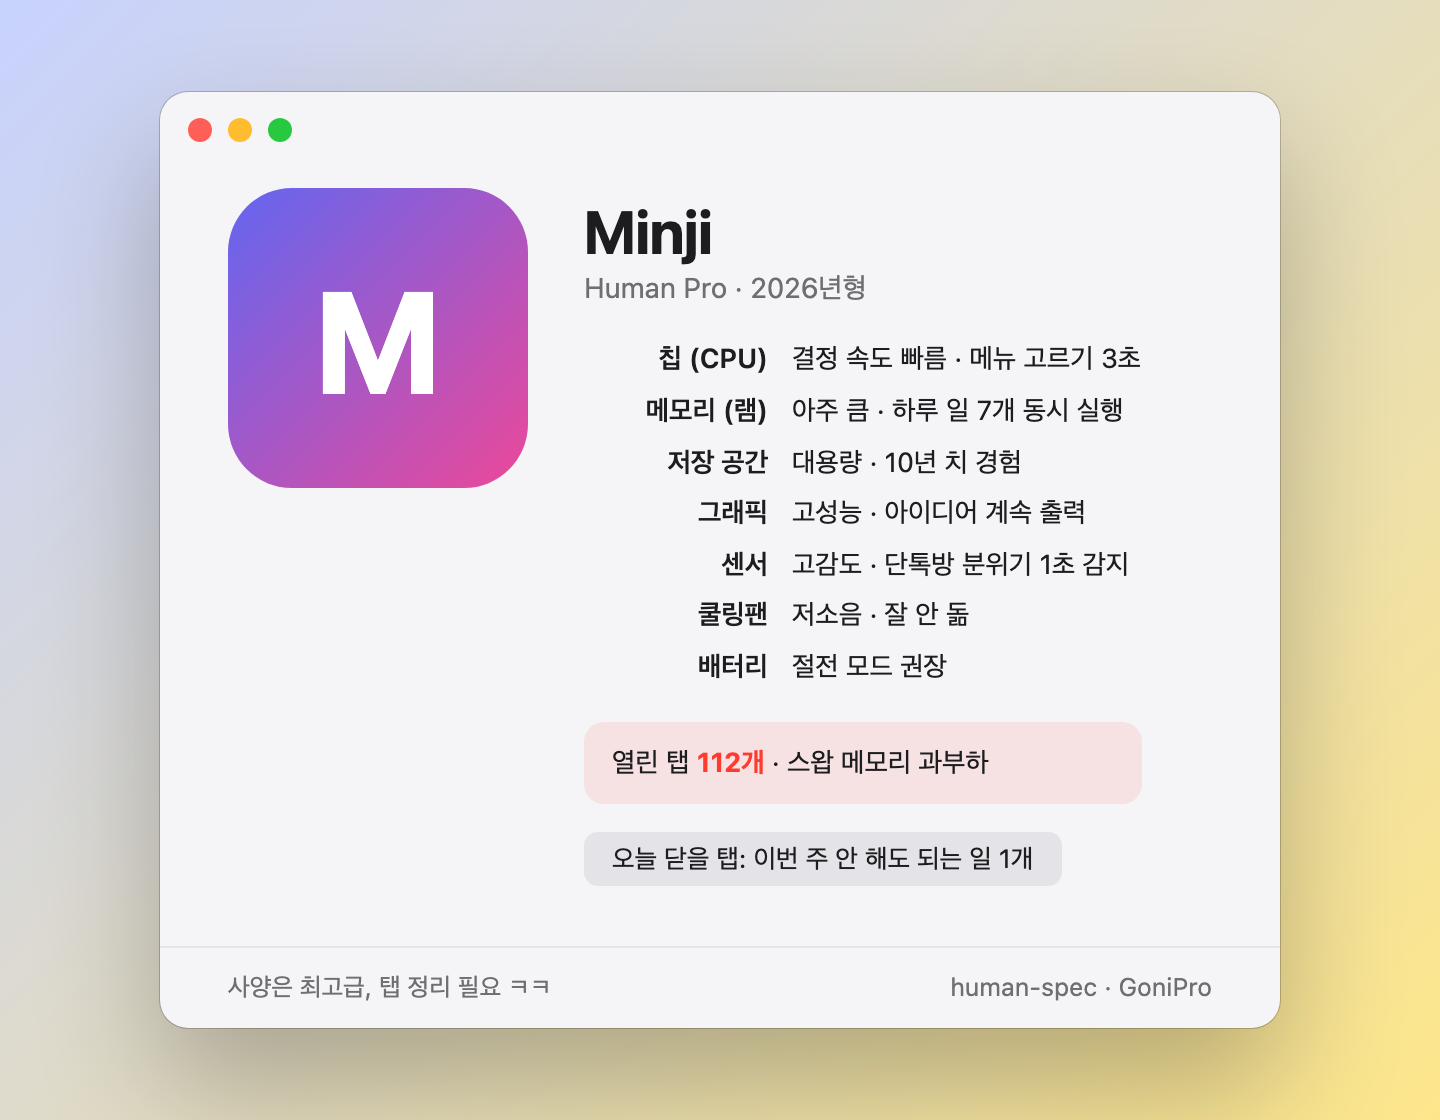 M
Minji
Human Pro · 2026년형
칩 (CPU) 결정 속도 빠름 · 메뉴 고르기 3초
메모리 (램) 아주 큼 · 하루 일 7개 동시 실행
저장 공간 대용량 · 10년 치 경험
그래픽 고성능 · 아이디어 계속 출력
센서 고감도 · 단톡방 분위기 1초 감지
쿨링팬 저소음 · 잘 안 돎
배터리 절전 모드 권장
열린 탭 112개 · 스왑 메모리 과부하
오늘 닫을 탭: 이번 주 안 해도 되는 일 1개
사양은 최고급, 탭 정리 필요 ㅋㅋ
human-spec · GoniPro